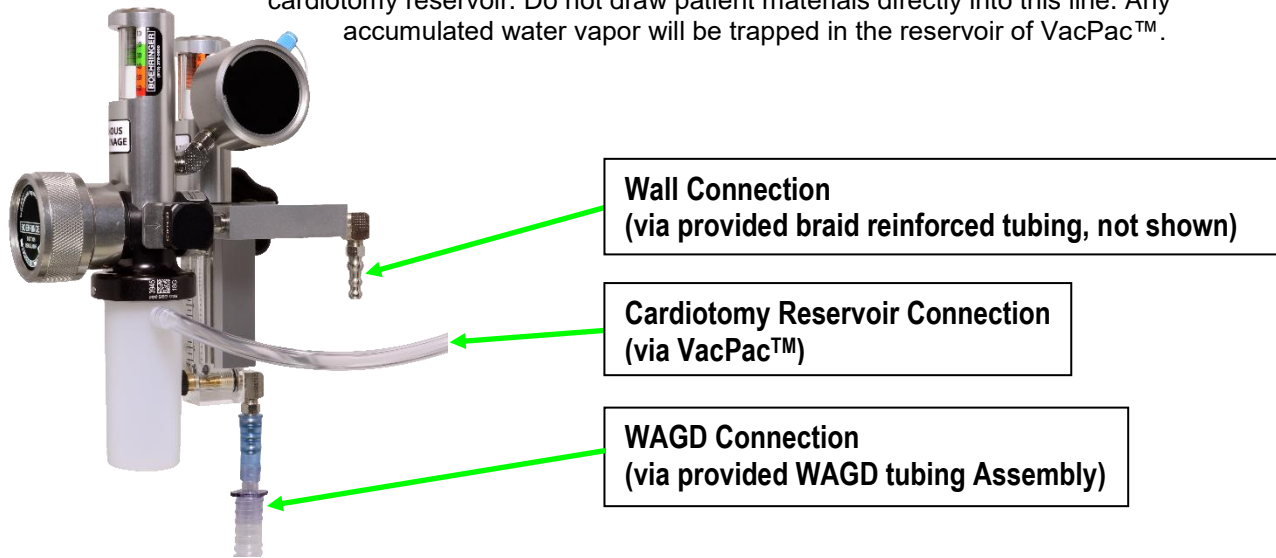 cardiotomy reservoir. Do not draw patient materials directly into this line. Any
accumulated water vapor will be trapped in the reservoir of VacPac™.
BOEHRINGER
Wall Connection
(via provided braid reinforced tubing, not shown)
Cardiotomy Reservoir Connection
(via VacPac™)
WAGD Connection
(via provided WAGD tubing Assembly)